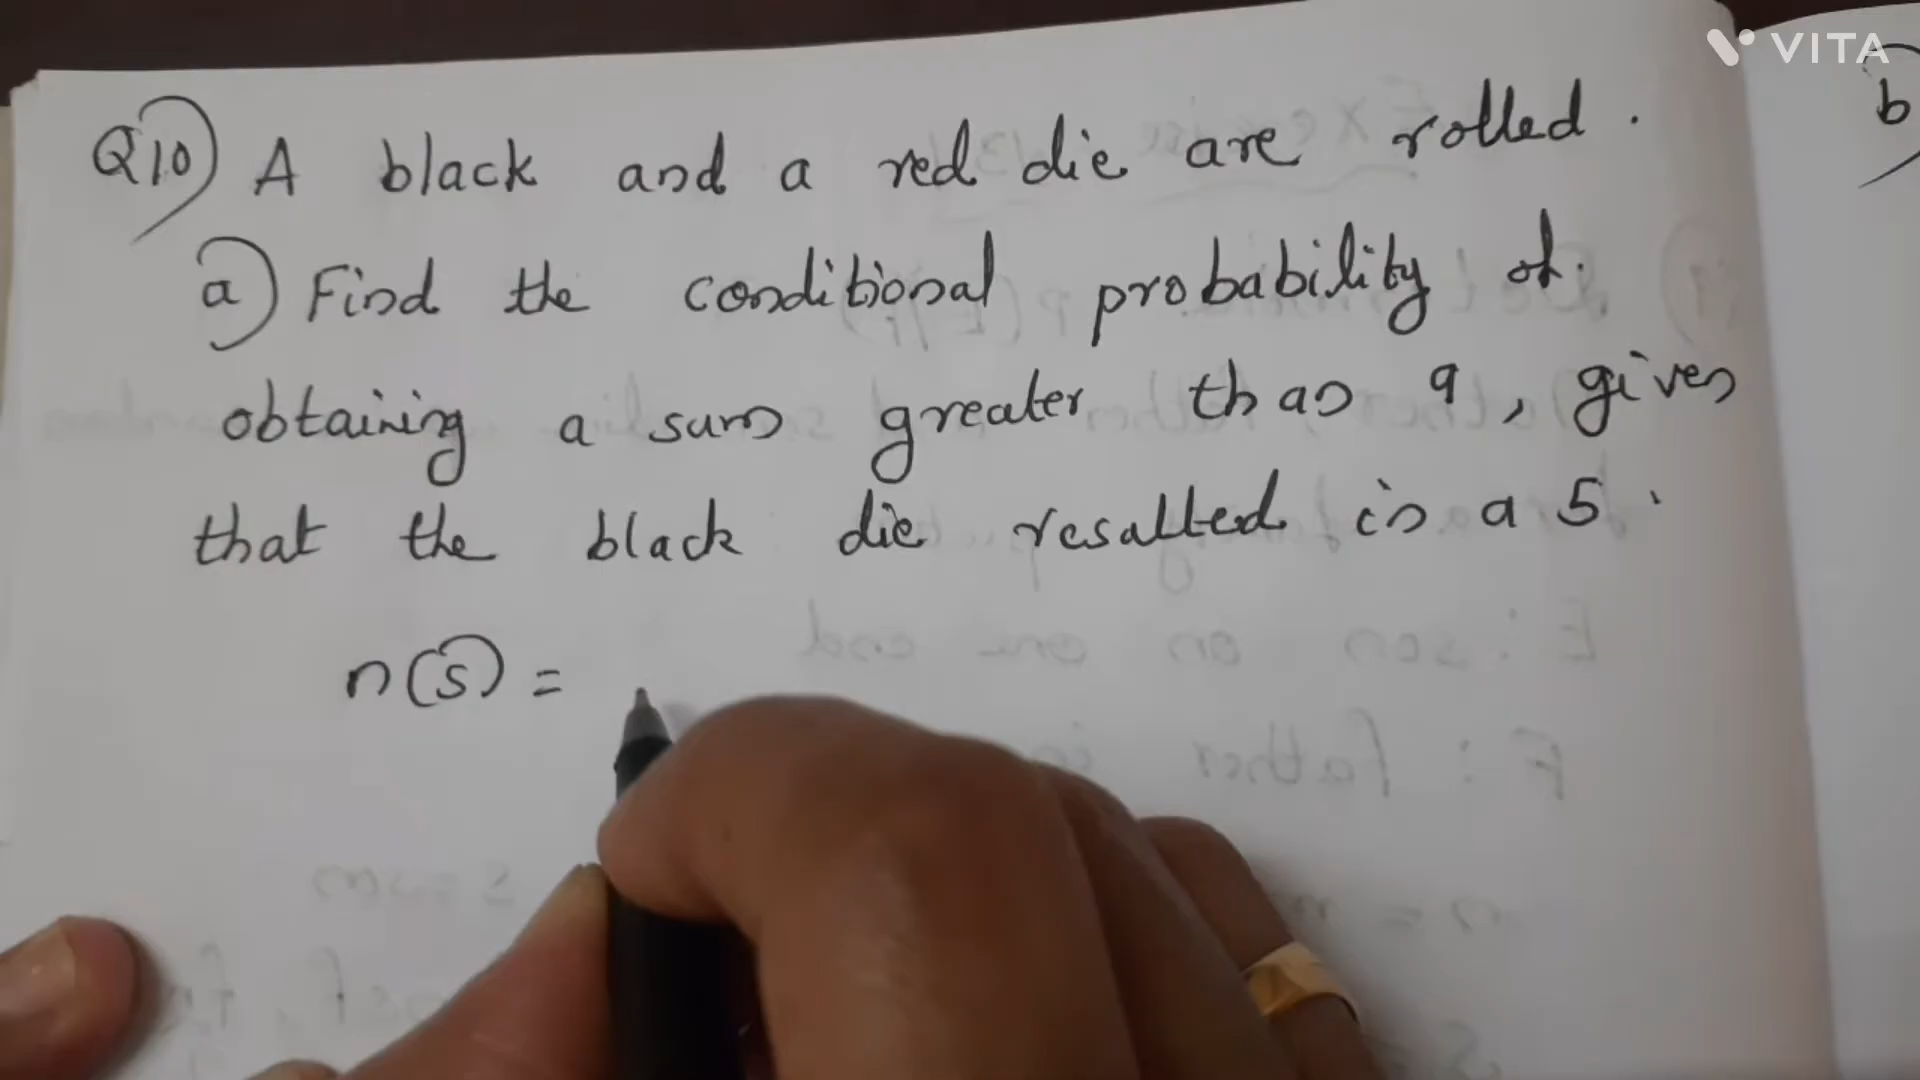 VITA
Q10) A black and a red die are rolled.
b
a) Find the conditional probability of
obtaining a sum greater than 9, given
that the black die resulted in a 5.
n(s) =